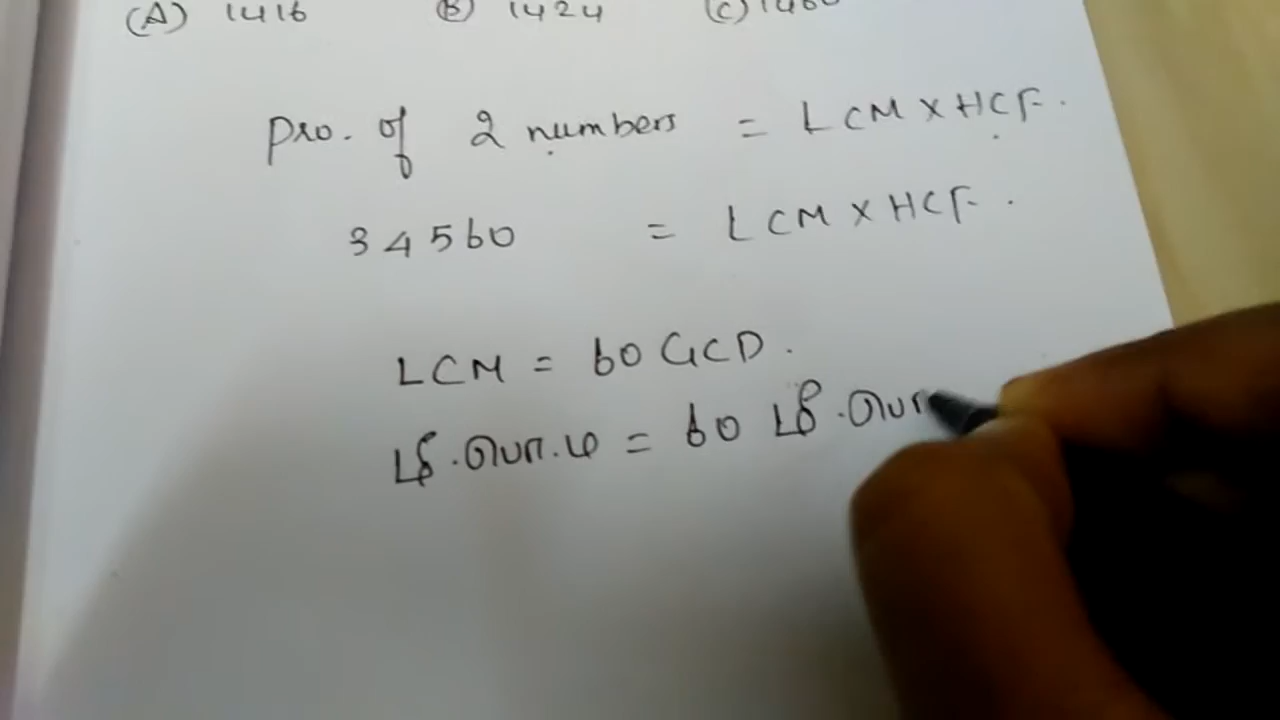 (A) 1416 (B) 1424 (C)
Pro. of 2 numbers = LCM X HCF.
34560 = LCM X HCF.
LCM = 60 GCD.
மீ.பொ.ம = 60 மீ.பொ